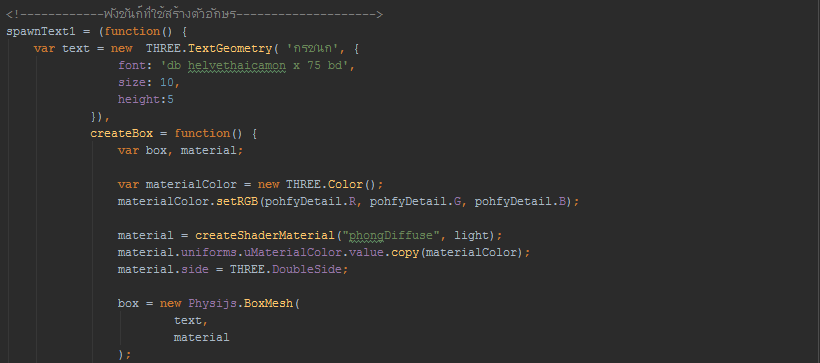 <!------------ฟังชันก์ที่ใช้สร้างตัวอักษร-------------------->
spawnText1 = (function() {
var text = new THREE.TextGeometry( 'กรชนก', {
font: 'db helvethaicamon x 75 bd',
size: 10,
height:5
}),
createBox = function() {
var box, material;
var materialColor = new THREE.Color();
materialColor.setRGB(pohfyDetail.R, pohfyDetail.G, pohfyDetail.B);
material = createShaderMaterial("phongDiffuse", light);
material.uniforms.uMaterialColor.value.copy(materialColor);
material.side = THREE.DoubleSide;
box = new Physijs.BoxMesh(
text,
material
);